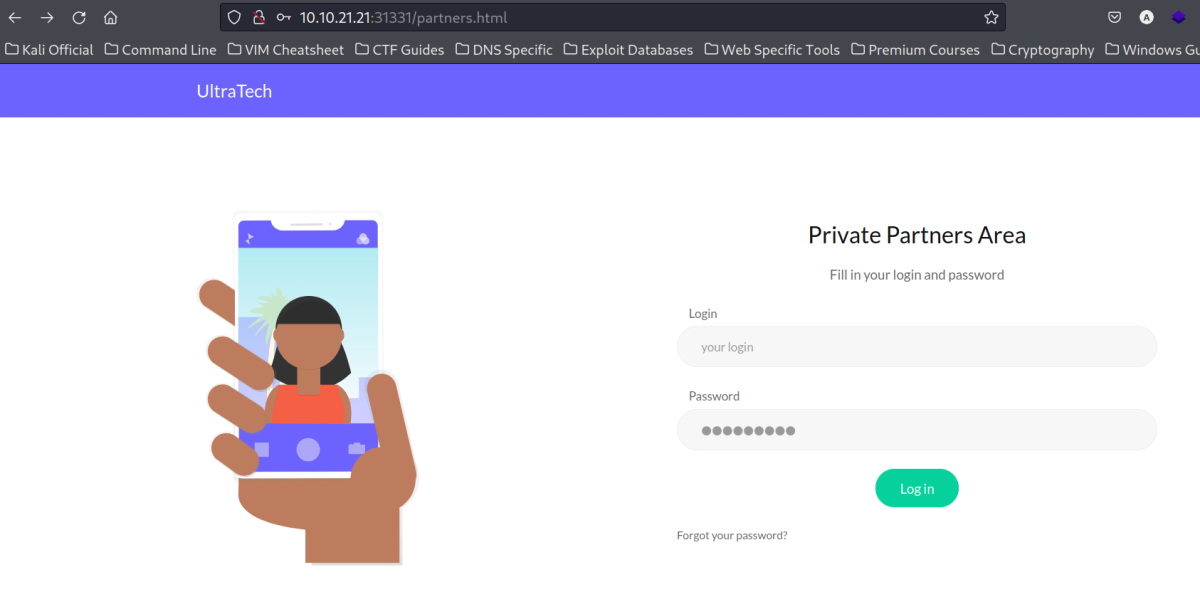 10.10.21.21:31331/partners.html
A
Kali Official Command Line VIM Cheatsheet CTF Guides DNS Specific Exploit Databases Web Specific Tools Premium Courses Cryptography Windows Gu
UltraTech
Private Partners Area
Fill in your login and password
Login
your login
Password
●●●●●●●●●
Log in
Forgot your password?